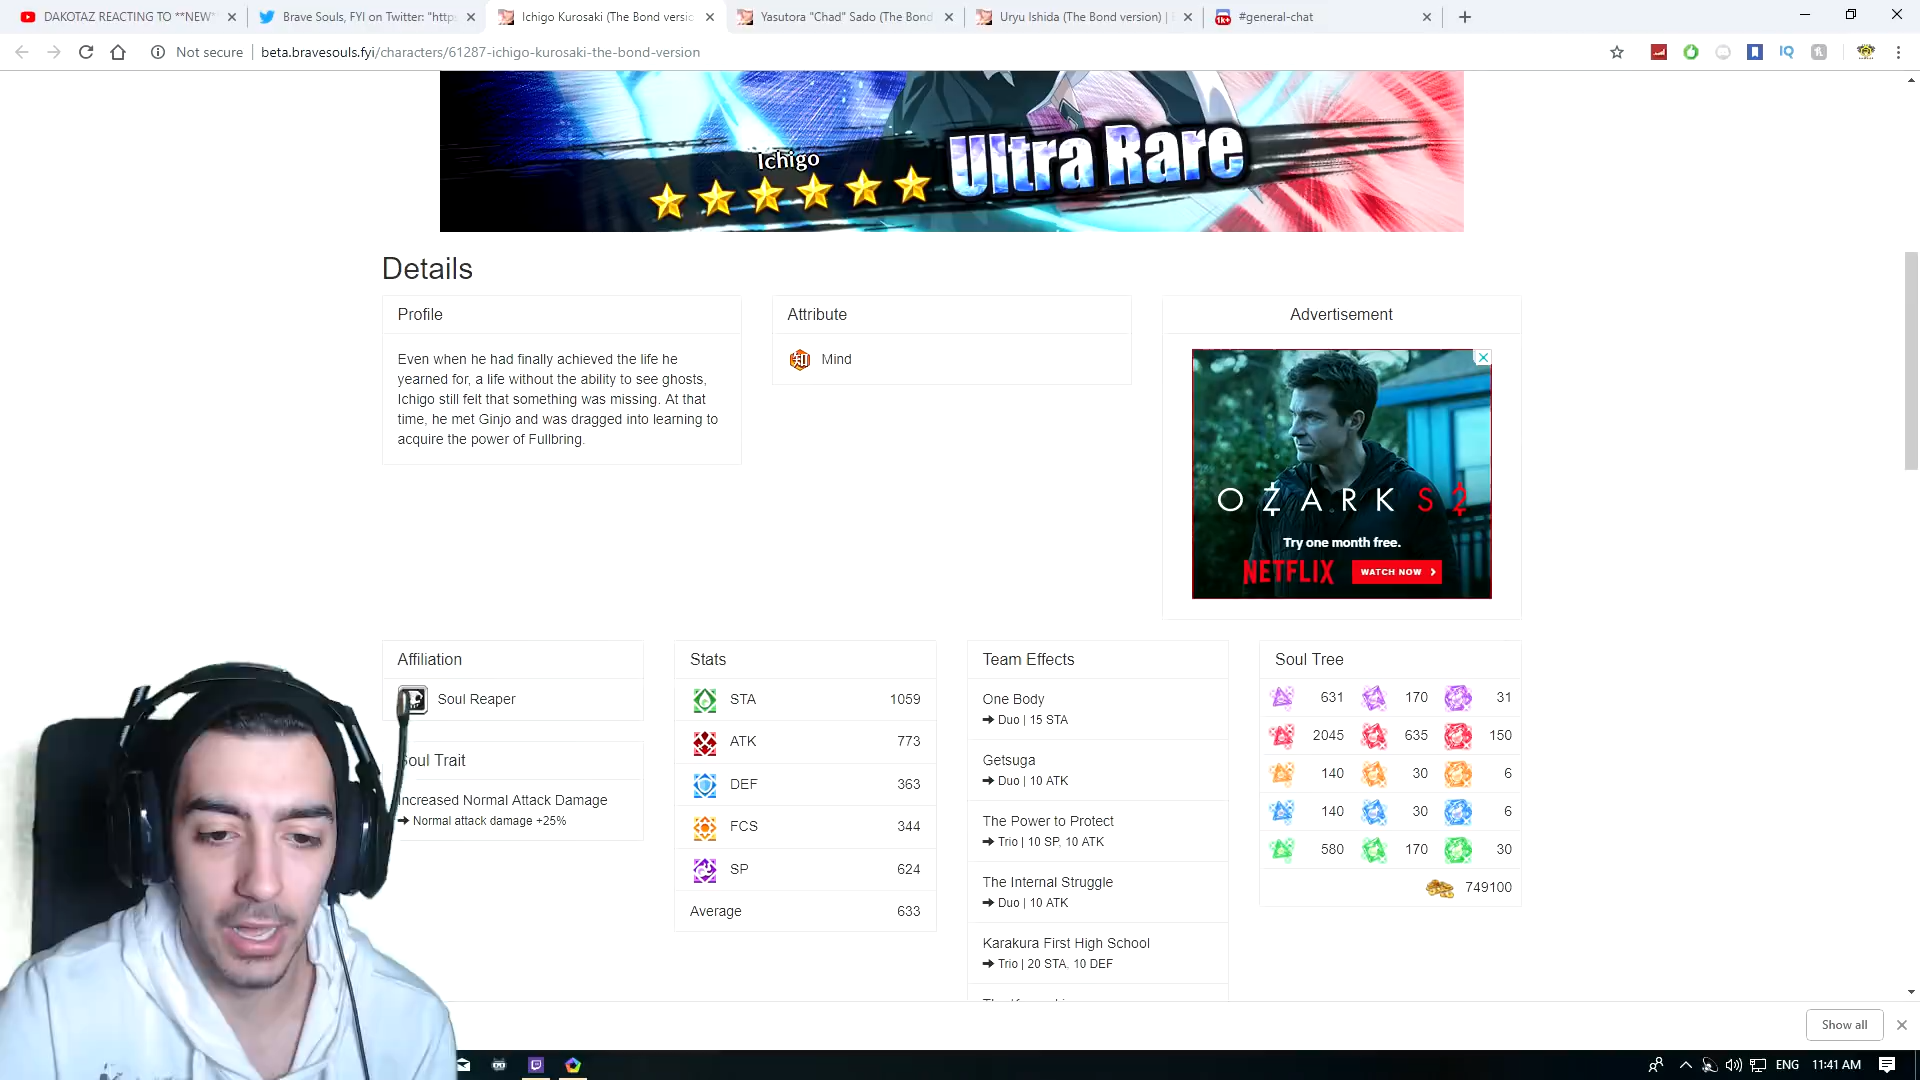 DAKOTAZ REACTING TO **NEW*
Brave Souls, FYI on Twitter: "http
Ichigo Kurosaki (The Bond versio
Yasutora "Chad" Sado (The Bond
Uryu Ishida (The Bond version) |
#general-chat
Not secure
beta.bravesouls.fyi/characters/61287-ichigo-kurosaki-the-bond-version
Ichigo
Ultra Rare
Details
Profile
Even when he had finally achieved the life he
yearned for, a life without the ability to see ghosts,
Ichigo still felt that something was missing. At that
time, he met Ginjo and was dragged into learning to
acquire the power of Fullbring.
Attribute
知 Mind
Advertisement
OZARK S2
Try one month free.
NETFLIX
WATCH NOW
Affiliation
Soul Reaper
Soul Trait
Increased Normal Attack Damage
Normal attack damage +25%
Stats
STA 1059
ATK 773
DEF 363
FCS 344
SP 624
Average 633
Team Effects
One Body
Duo | 15 STA
Getsuga
Duo | 10 ATK
The Power to Protect
Trio | 10 SP, 10 ATK
The Internal Struggle
Duo | 10 ATK
Karakura First High School
Trio | 20 STA, 10 DEF
Soul Tree
631 170 31
2045 635 150
140 30 6
140 30 6
580 170 30
749100
Show all
ENG
11:41 AM